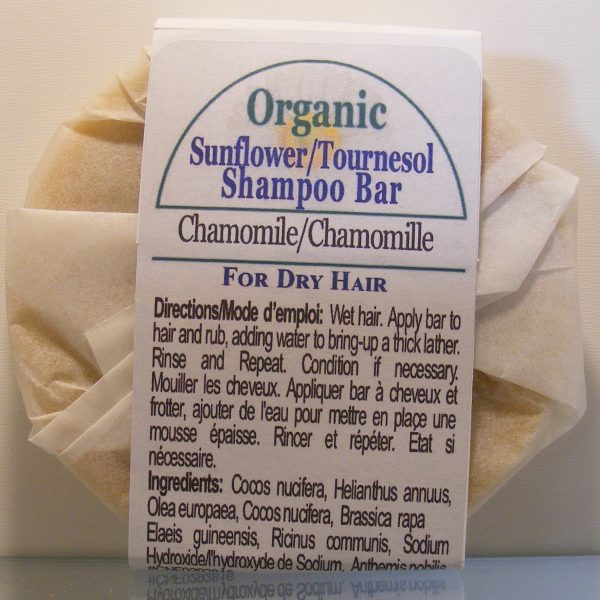 Organic
Sunflower/Tournesol
Shampoo Bar
Chamomile/Chamomille
FOR DRY HAIR
Directions/Mode d'emploi: Wet hair. Apply bar to
hair and rub, adding water to bring-up a thick lather.
Rinse and Repeat. Condition if necessary.
Mouiller les cheveux. Appliquer bar à cheveux et
frotter, ajouter de l'eau pour mettre en plaçe une
mousse épaisse. Rincer et répéter. Etat si
nécessaire.
Ingredients: Cocos nucifera, Helianthus annuus,
Olea europaea, Cocos nucifera, Brassica rapa
Elaeis guineensis, Ricinus communis, Sodium
Hydroxide/l'hydroxyde de Sodium, Anthemis nobilis